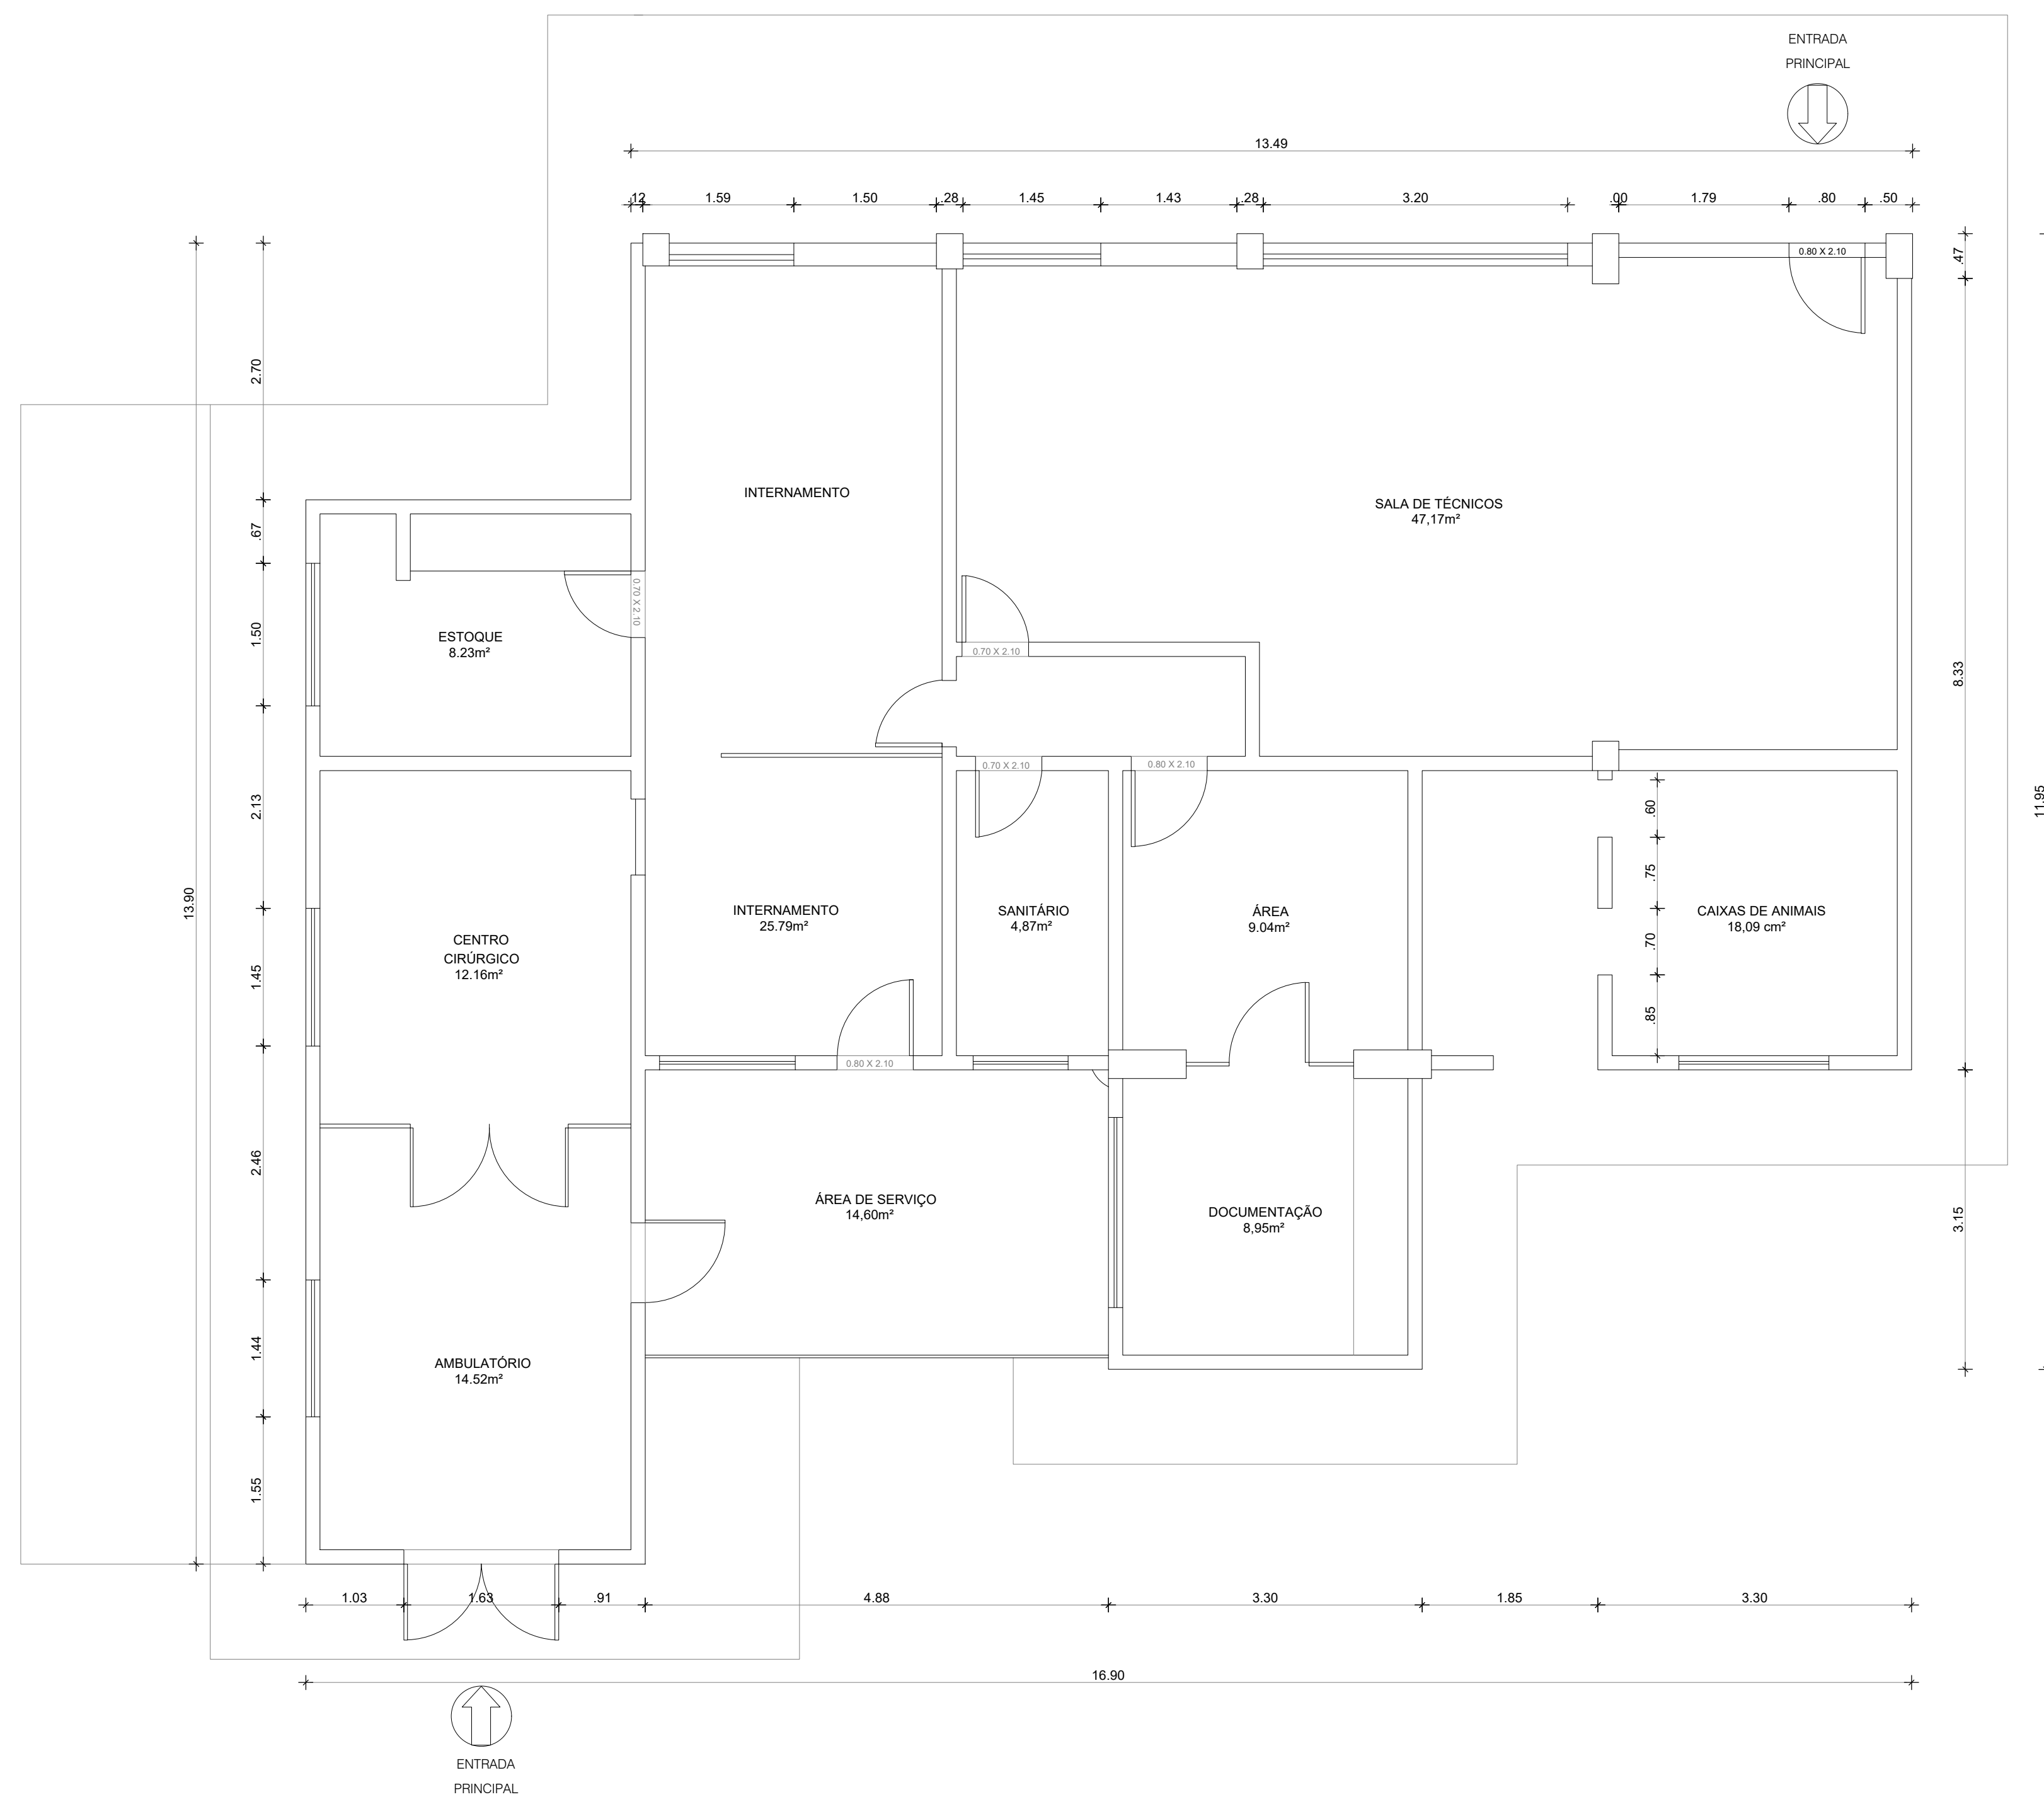 ENTRADA
PRINCIPAL
13.49
.12 1.59 1.50 .28 1.45 1.43 .28 3.20 .00 1.79 .80 .50
0.80 X 2.10
.47
2.70
INTERNAMENTO
SALA DE TÉCNICOS
47,17m²
.67
0.70 X 2.10
1.50
ESTOQUE
8.23m²
0.70 X 2.10
8.33
0.70 X 2.10
0.80 X 2.10
2.13
.60
11.95
.75
13.90
INTERNAMENTO
25.79m²
SANITÁRIO
4,87m²
ÁREA
9.04m²
CAIXAS DE ANIMAIS
18,09 cm²
CENTRO
CIRÚRGICO
12.16m²
.70
1.45
.85
0.80 X 2.10
2.46
ÁREA DE SERVIÇO
14,60m²
DOCUMENTAÇÃO
8,95m²
3.15
1.44
AMBULATÓRIO
14.52m²
1.55
1.03 1.63 .91 4.88 3.30 1.85 3.30
16.90
ENTRADA
PRINCIPAL